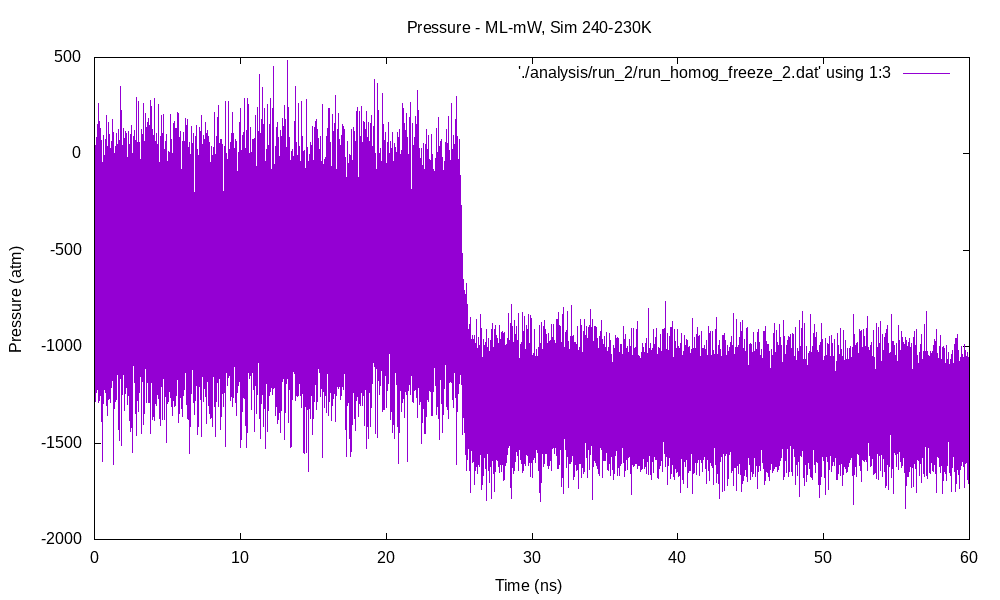 Pressure - ML-mW, Sim 240-230K
'./analysis/run_2/run_homog_freeze_2.dat' using 1:3
500
0
-500
-1000
-1500
-2000
Pressure (atm)
0 10 20 30 40 50 60
Time (ns)